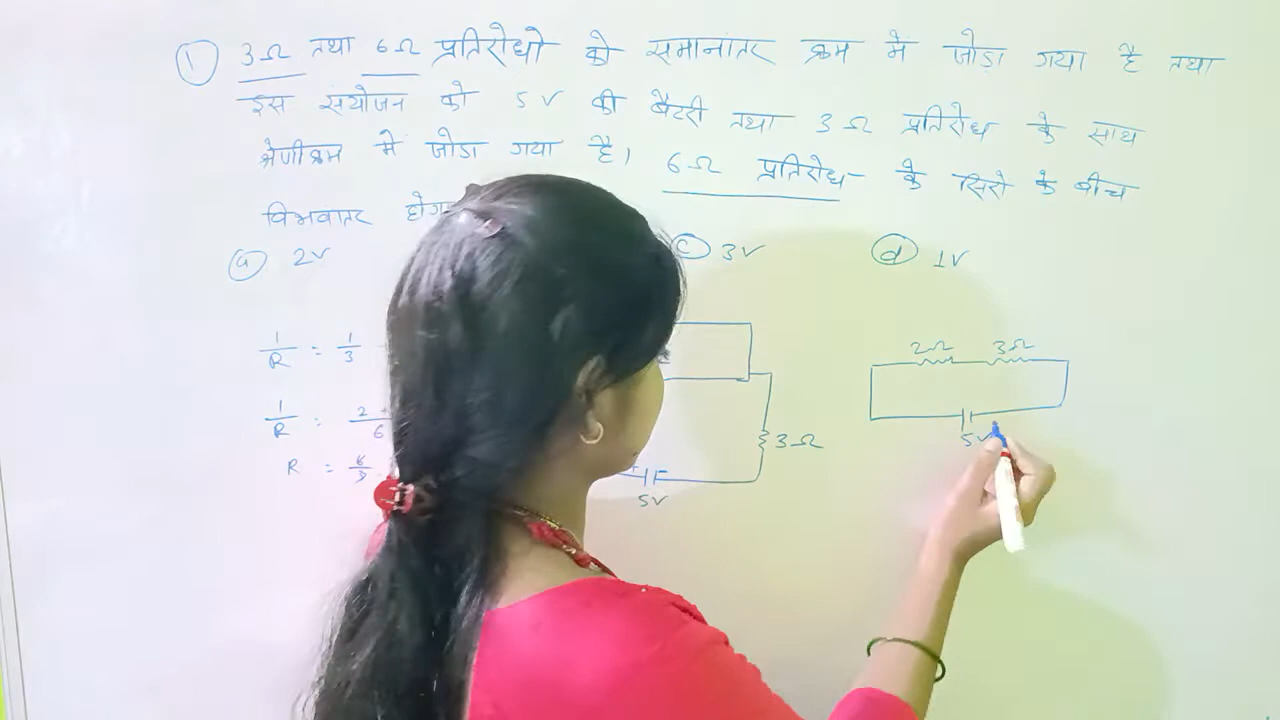 ① 3Ω तथा 6Ω प्रतिरोधो को समानांतर क्रम में जोड़ा गया है तथा
इस संयोजन को 5V की बैटरी तथा 3Ω प्रतिरोध के साथ
श्रेणीक्रम में जोडा गया है। 6Ω प्रतिरोध के सिरो के बीच
विभवांतर
ⓐ 2V ⓒ 3V ⓓ 1V
1/R = 1/3
1/R = 2 + / 6
R = 6/
3Ω
5V
2Ω 3Ω
5V